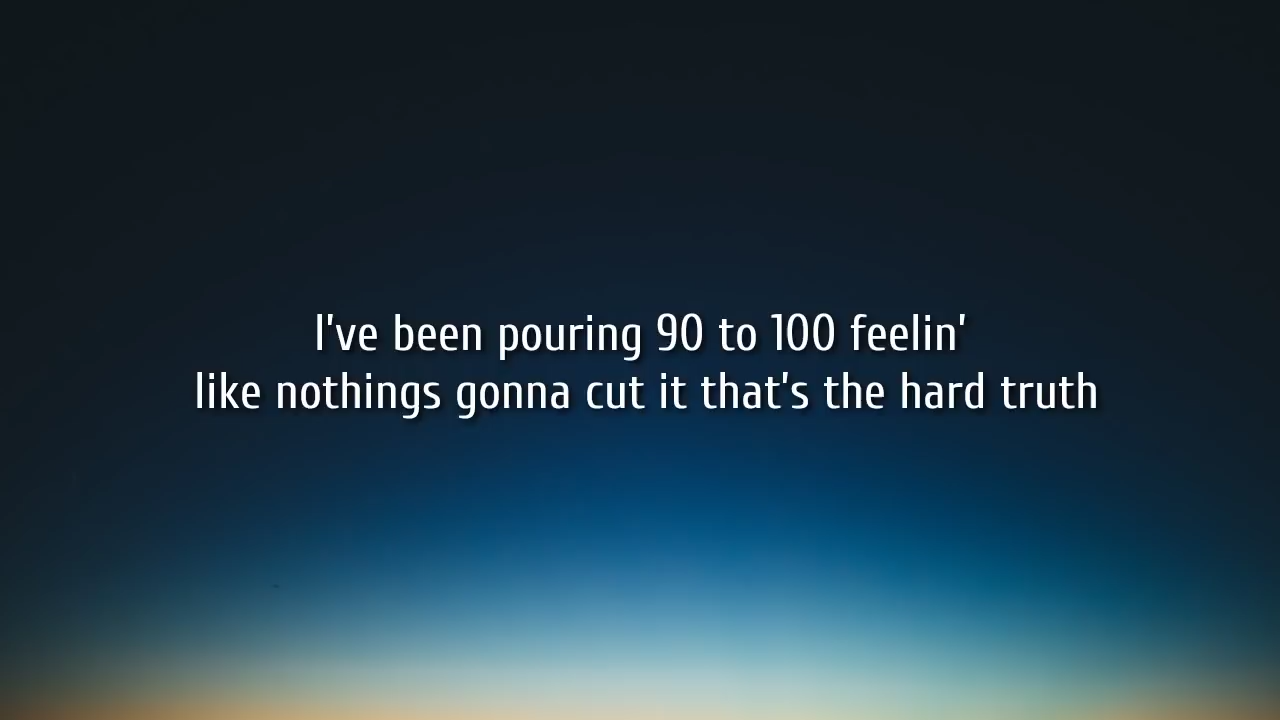 I've been pouring 90 to 100 feelin'
like nothings gonna cut it that's the hard truth